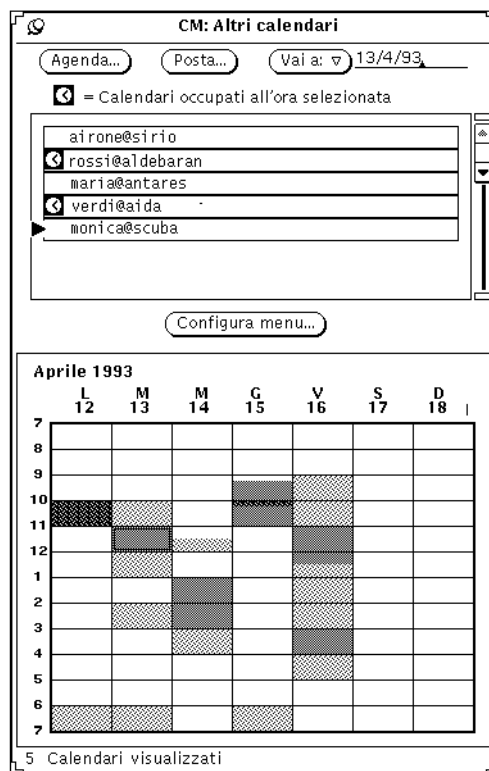 CM: Altri calendari
Agenda... Posta... Vai a: 13/4/93
= Calendari occupati all'ora selezionata
airone@sirio
rossi@aldebaran
maria@antares
verdi@aida
monica@scuba
Configura menu...
Aprile 1993
L M M G V S D
12 13 14 15 16 17 18
7
8
9
10
11
12
1
2
3
4
5
6
7
5 Calendari visualizzati